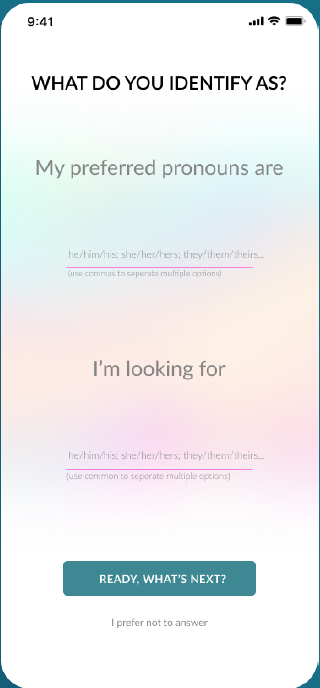 9:41
WHAT DO YOU IDENTIFY AS?
My preferred pronouns are
he/him/his; she/her/hers; they/them/theirs...
(use commas to seperate multiple options)
I'm looking for
he/him/his; she/her/hers; they/them/theirs...
(use common to seperate multiple options)
READY, WHAT'S NEXT?
I prefer not to answer